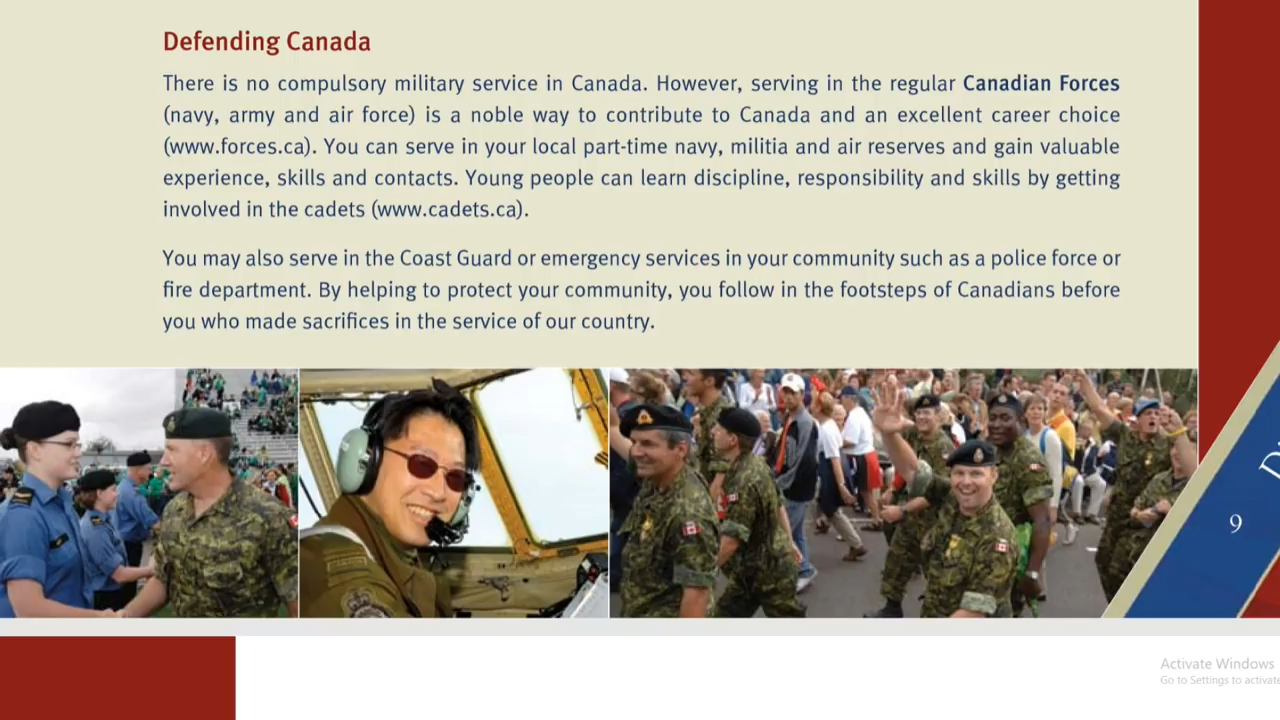 Defending Canada
There is no compulsory military service in Canada. However, serving in the regular Canadian Forces
(navy, army and air force) is a noble way to contribute to Canada and an excellent career choice
(www.forces.ca). You can serve in your local part-time navy, militia and air reserves and gain valuable
experience, skills and contacts. Young people can learn discipline, responsibility and skills by getting
involved in the cadets (www.cadets.ca).
You may also serve in the Coast Guard or emergency services in your community such as a police force or
fire department. By helping to protect your community, you follow in the footsteps of Canadians before
you who made sacrifices in the service of our country.
9
Activate Windows
Go to Settings to activate